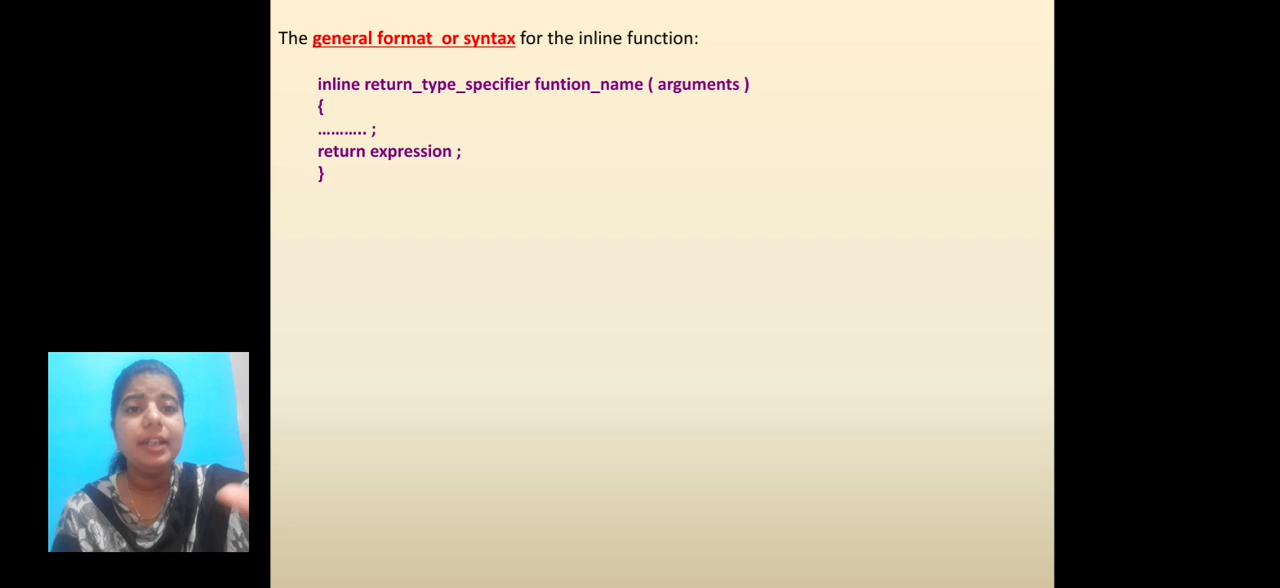 The general format or syntax for the inline function:
inline return_type_specifier funtion_name ( arguments )
{
……….. ;
return expression ;
}